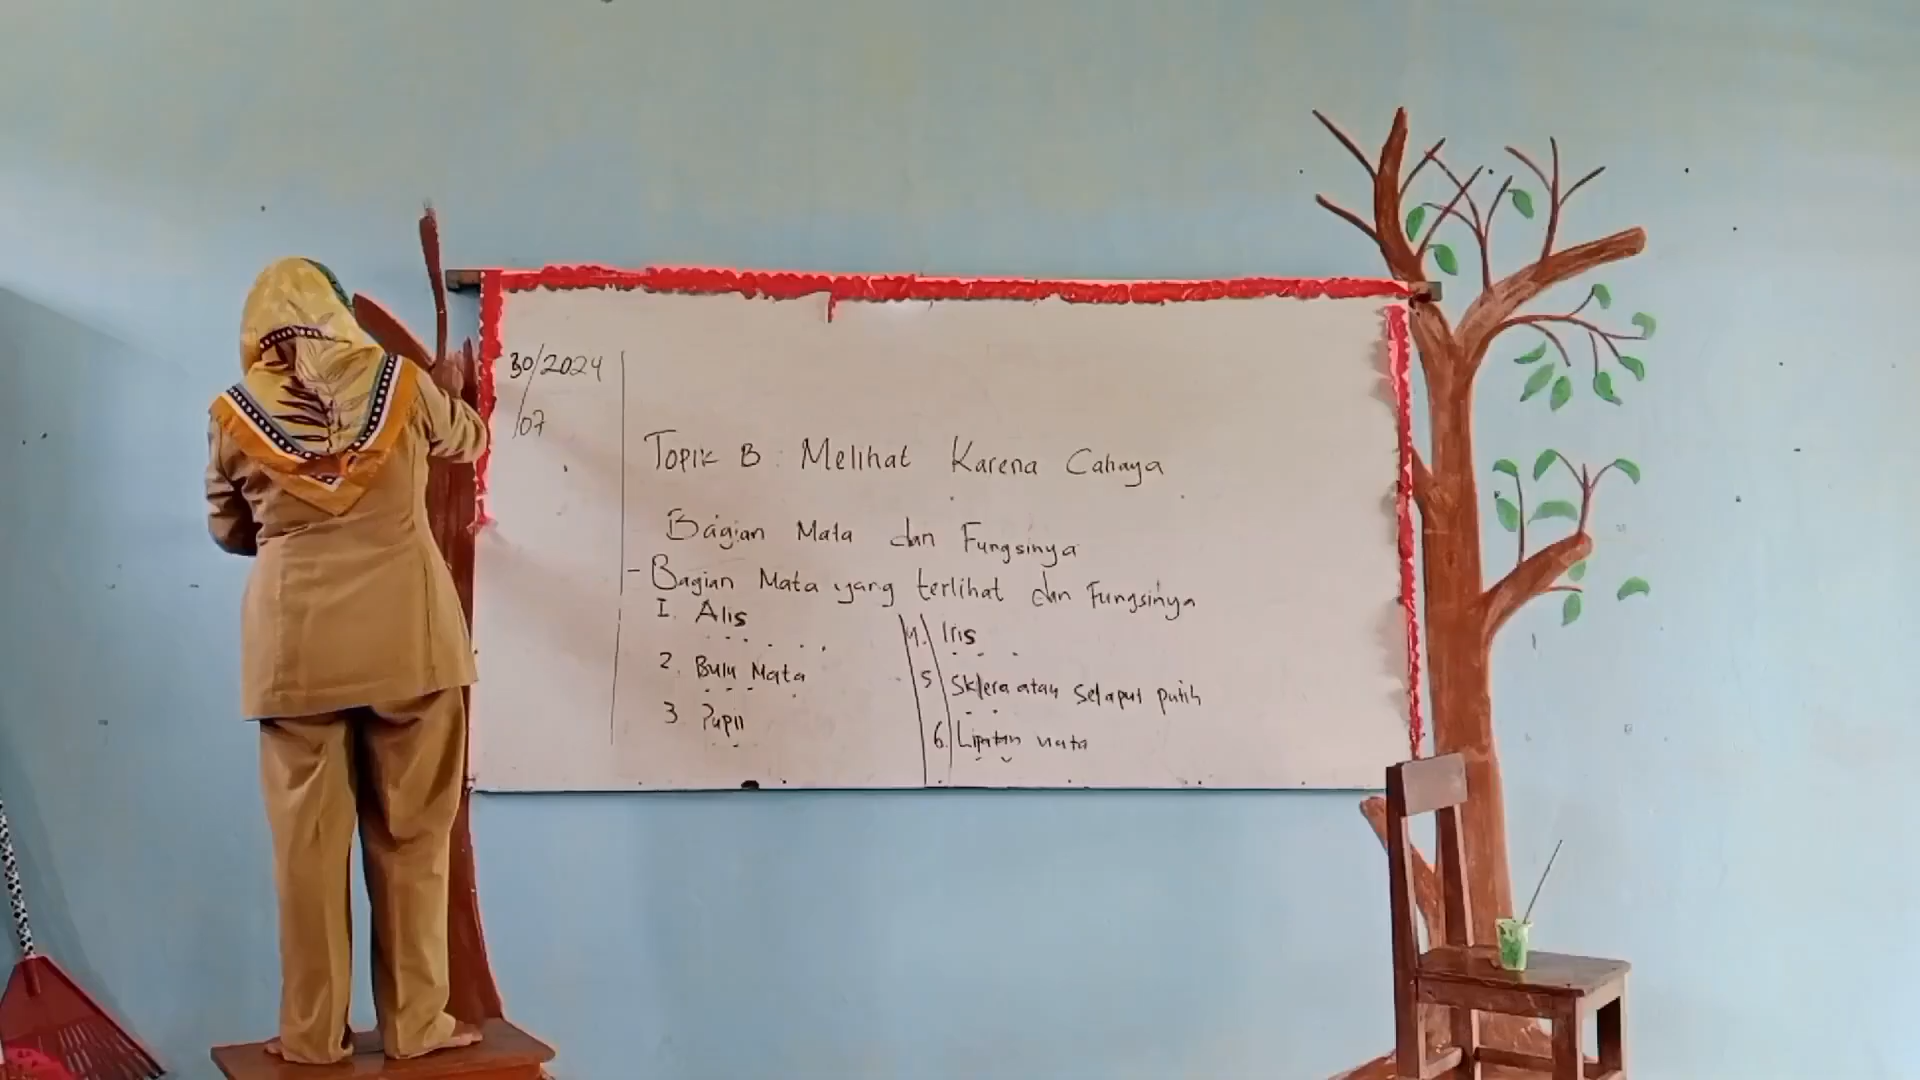 30/2024
/07
Topik B : Melihat Karena Cahaya
Bagian Mata dan Fungsinya
- Bagian Mata yang terlihat dan Fungsinya
1. Alis
2. Bulu Mata
3 Pupil
4. Iris
5 Sklera atau Selaput putih
6. Lipatan Mata